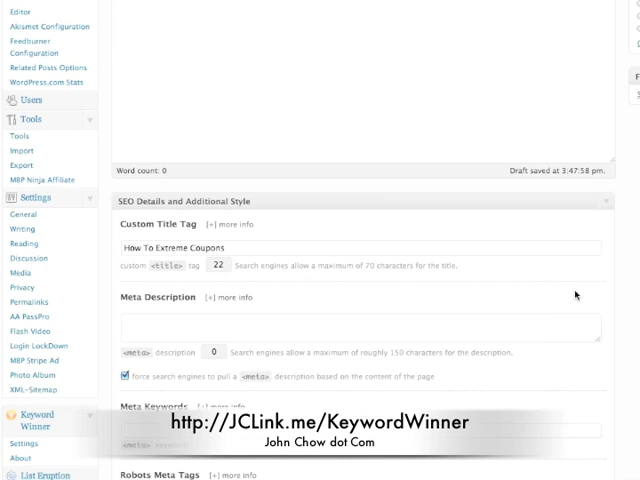 Editor
Akismet Configuration
Feedburner
Configuration
Related Posts Options
WordPress.com Stats
Users
Tools
Tools
Import
Export
MBP Ninja Affiliate
Settings
General
Writing
Reading
Discussion
Media
Privacy
Permalinks
AA PassPro
Flash Video
Login LockDown
MBP Stripe Ad
Photo Album
XML-Sitemap
Keyword
Winner
Settings
About
List Eruption
Word count: 0 Draft saved at 3:47:58 pm.
SEO Details and Additional Style
Custom Title Tag [+] more info
How To Extreme Coupons
custom <title> tag 22 Search engines allow a maximum of 70 characters for the title.
Meta Description [+] more info
<meta> description 0 Search engines allow a maximum of roughly 150 characters for the description.
force search engines to pull a <meta> description based on the content of the page
Meta Keywords [+] more info
http://JCLink.me/KeywordWinner
John Chow dot Com
Robots Meta Tags [+] more info